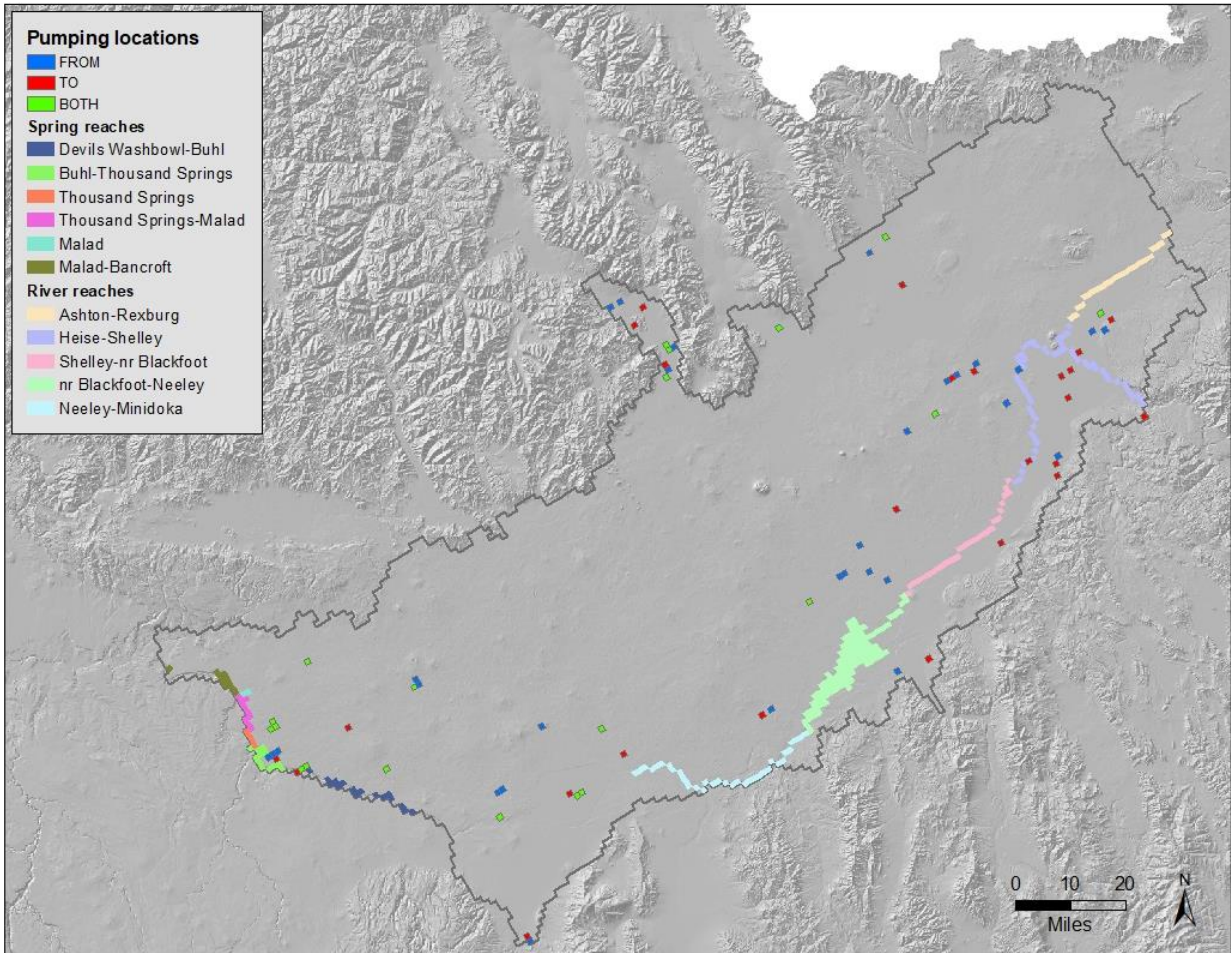 Pumping locations
FROM
TO
BOTH
Spring reaches
Devils Washbowl-Buhl
Buhl-Thousand Springs
Thousand Springs
Thousand Springs-Malad
Malad
Malad-Bancroft
River reaches
Ashton-Rexburg
Heise-Shelley
Shelley-nr Blackfoot
nr Blackfoot-Neeley
Neeley-Minidoka
0 10 20
Miles
N